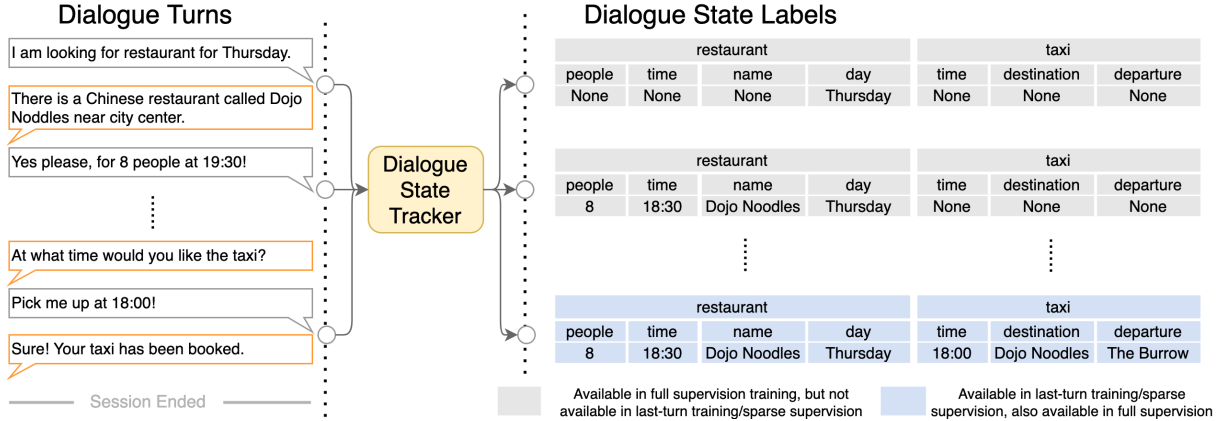 Dialogue Turns
I am looking for restaurant for Thursday.
There is a Chinese restaurant called Dojo
Noddles near city center.
Yes please, for 8 people at 19:30!
At what time would you like the taxi?
Pick me up at 18:00!
Sure! Your taxi has been booked.
Session Ended
Dialogue
State
Tracker
Dialogue State Labels
restaurant taxi
people time name day time destination departure
None None None Thursday None None None
restaurant taxi
people time name day time destination departure
8 18:30 Dojo Noodles Thursday None None None
restaurant taxi
people time name day time destination departure
8 18:30 Dojo Noodles Thursday 18:00 Dojo Noodles The Burrow
Available in full supervision training, but not
available in last-turn training/sparse supervision
Available in last-turn training/sparse
supervision, also available in full supervision